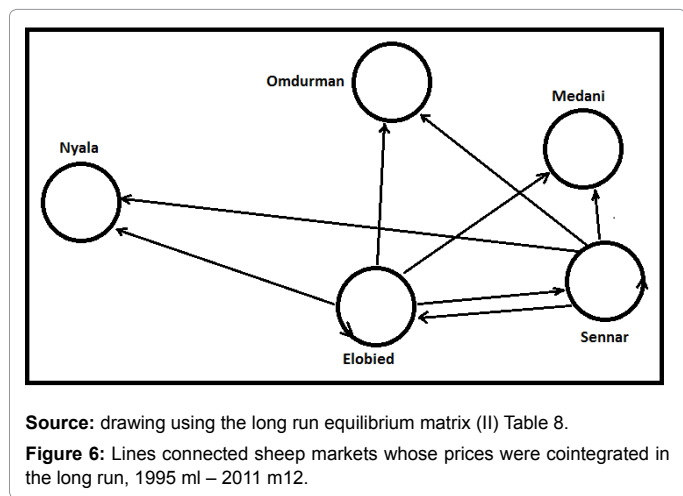 Omdurman
Medani
Nyala
Elobied
Sennar
Source: drawing using the long run equilibrium matrix (II) Table 8.
Figure 6: Lines connected sheep markets whose prices were cointegrated in
the long run, 1995 ml – 2011 m12.